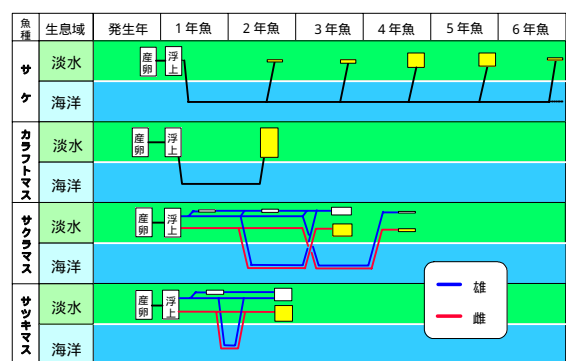 魚種 生息域 発生年 1年魚 2年魚 3年魚 4年魚 5年魚 6年魚
サケ 淡水 産卵 浮上
海洋
カラフトマス 淡水 産卵 浮上
海洋
サクラマス 淡水 産卵 浮上
海洋
雄
雌
サツキマス 淡水 産卵 浮上
海洋